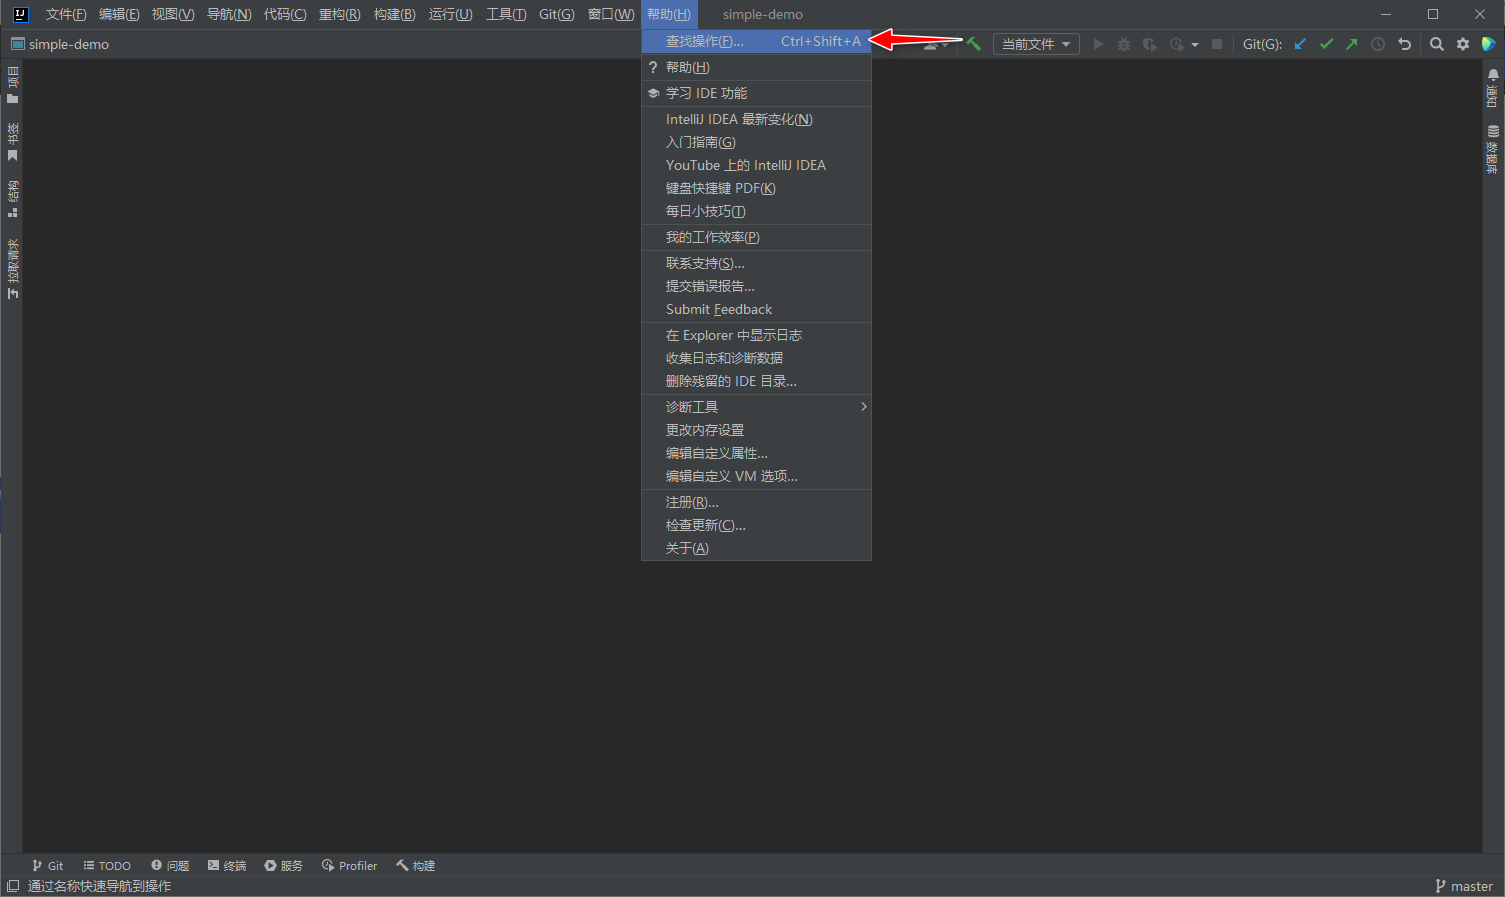 IJ 文件(F) 编辑(E) 视图(V) 导航(N) 代码(C) 重构(R) 构建(B) 运行(U) 工具(T) Git(G) 窗口(W) 帮助(H) simple-demo
simple-demo
当前文件
Git(G):
查找操作(F)... Ctrl+Shift+A
帮助(H)
学习 IDE 功能
IntelliJ IDEA 最新变化(N)
入门指南(G)
YouTube 上的 IntelliJ IDEA
键盘快捷键 PDF(K)
每日小技巧(T)
我的工作效率(P)
联系支持(S)...
提交错误报告...
Submit Feedback
在 Explorer 中显示日志
收集日志和诊断数据
删除残留的 IDE 目录...
诊断工具
更改内存设置
编辑自定义属性...
编辑自定义 VM 选项...
注册(R)...
检查更新(C)...
关于(A)
项目
书签
结构
拉取请求
通知
数据库
Git TODO 问题 终端 服务 Profiler 构建
通过名称快速导航到操作 master